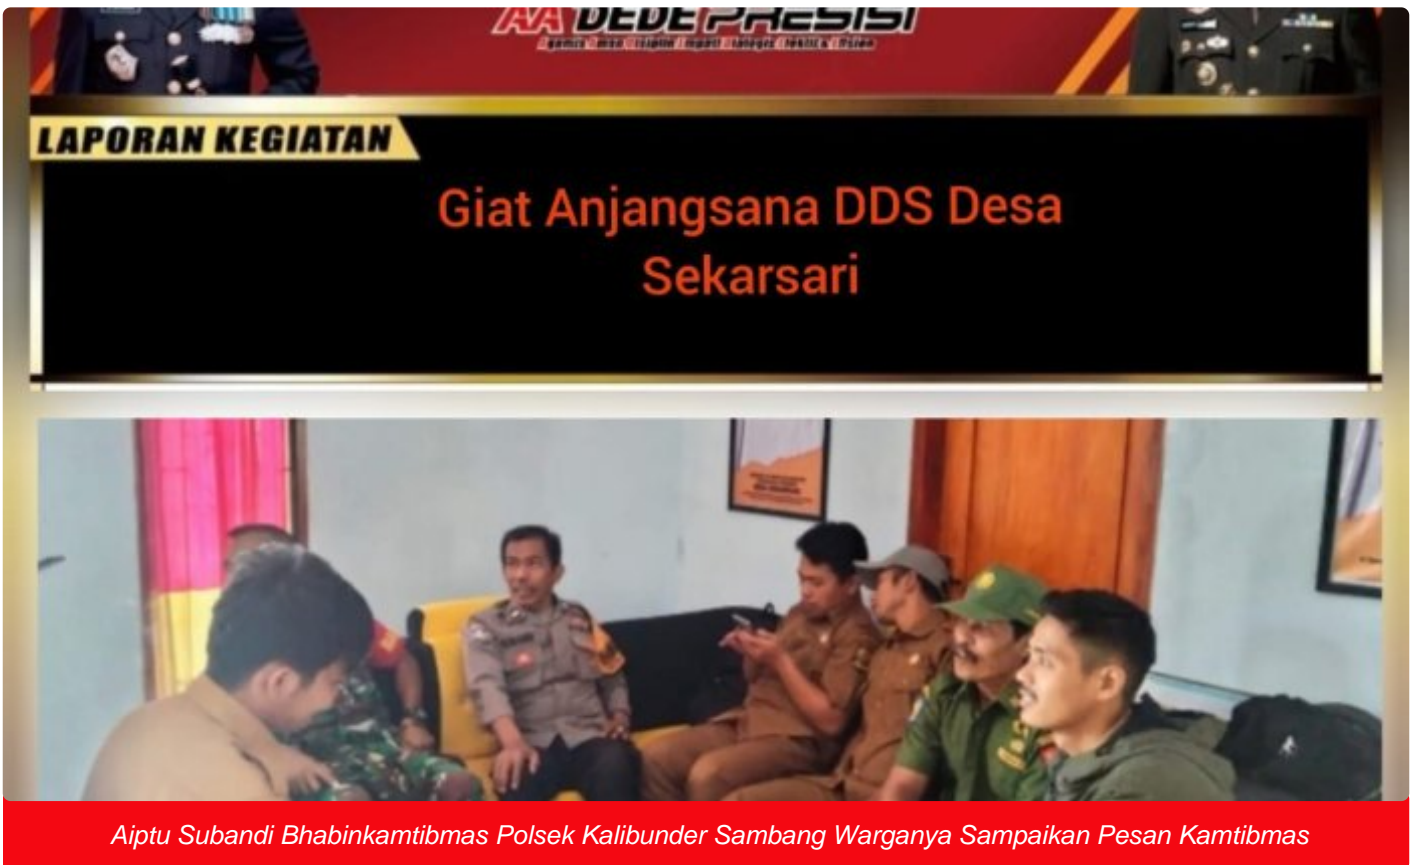 AA DEDE PRESISI
LAPORAN KEGIATAN
Giat Anjangsana DDS Desa
Sekarsari
Aiptu Subandi Bhabinkamtibmas Polsek Kalibunder Sambang Warganya Sampaikan Pesan Kamtibmas